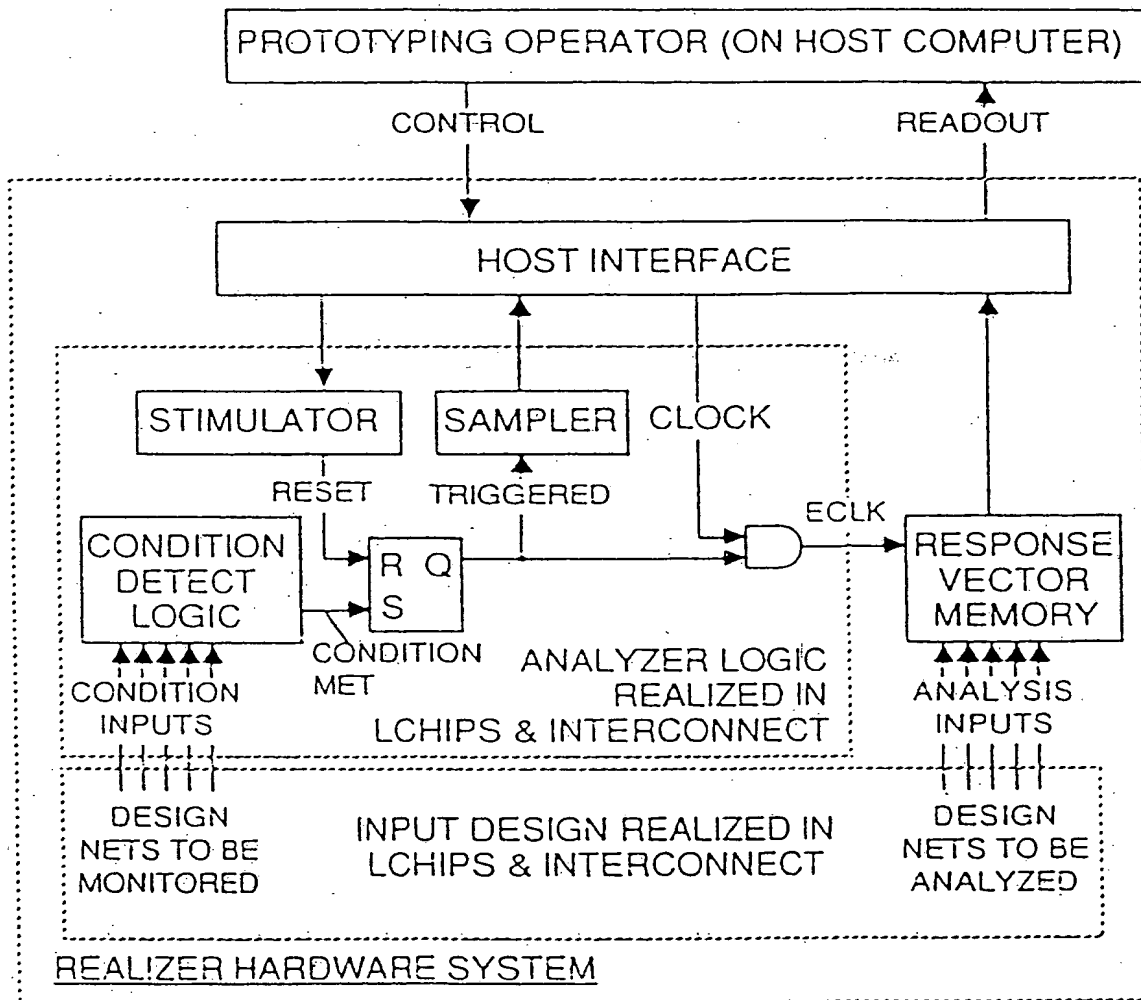 PROTOTYPING OPERATOR (ON HOST COMPUTER)
CONTROL
READOUT
HOST INTERFACE
STIMULATOR
SAMPLER
CLOCK
RESET
TRIGGERED
ECLK
CONDITION
DETECT
LOGIC
R Q
S
RESPONSE
VECTOR
MEMORY
CONDITION
MET
ANALYZER LOGIC
REALIZED IN
LCHIPS & INTERCONNECT
CONDITION
INPUTS
ANALYSIS
INPUTS
DESIGN
NETS TO BE
MONITORED
INPUT DESIGN REALIZED IN
LCHIPS & INTERCONNECT
DESIGN
NETS TO BE
ANALYZED
REALIZER HARDWARE SYSTEM